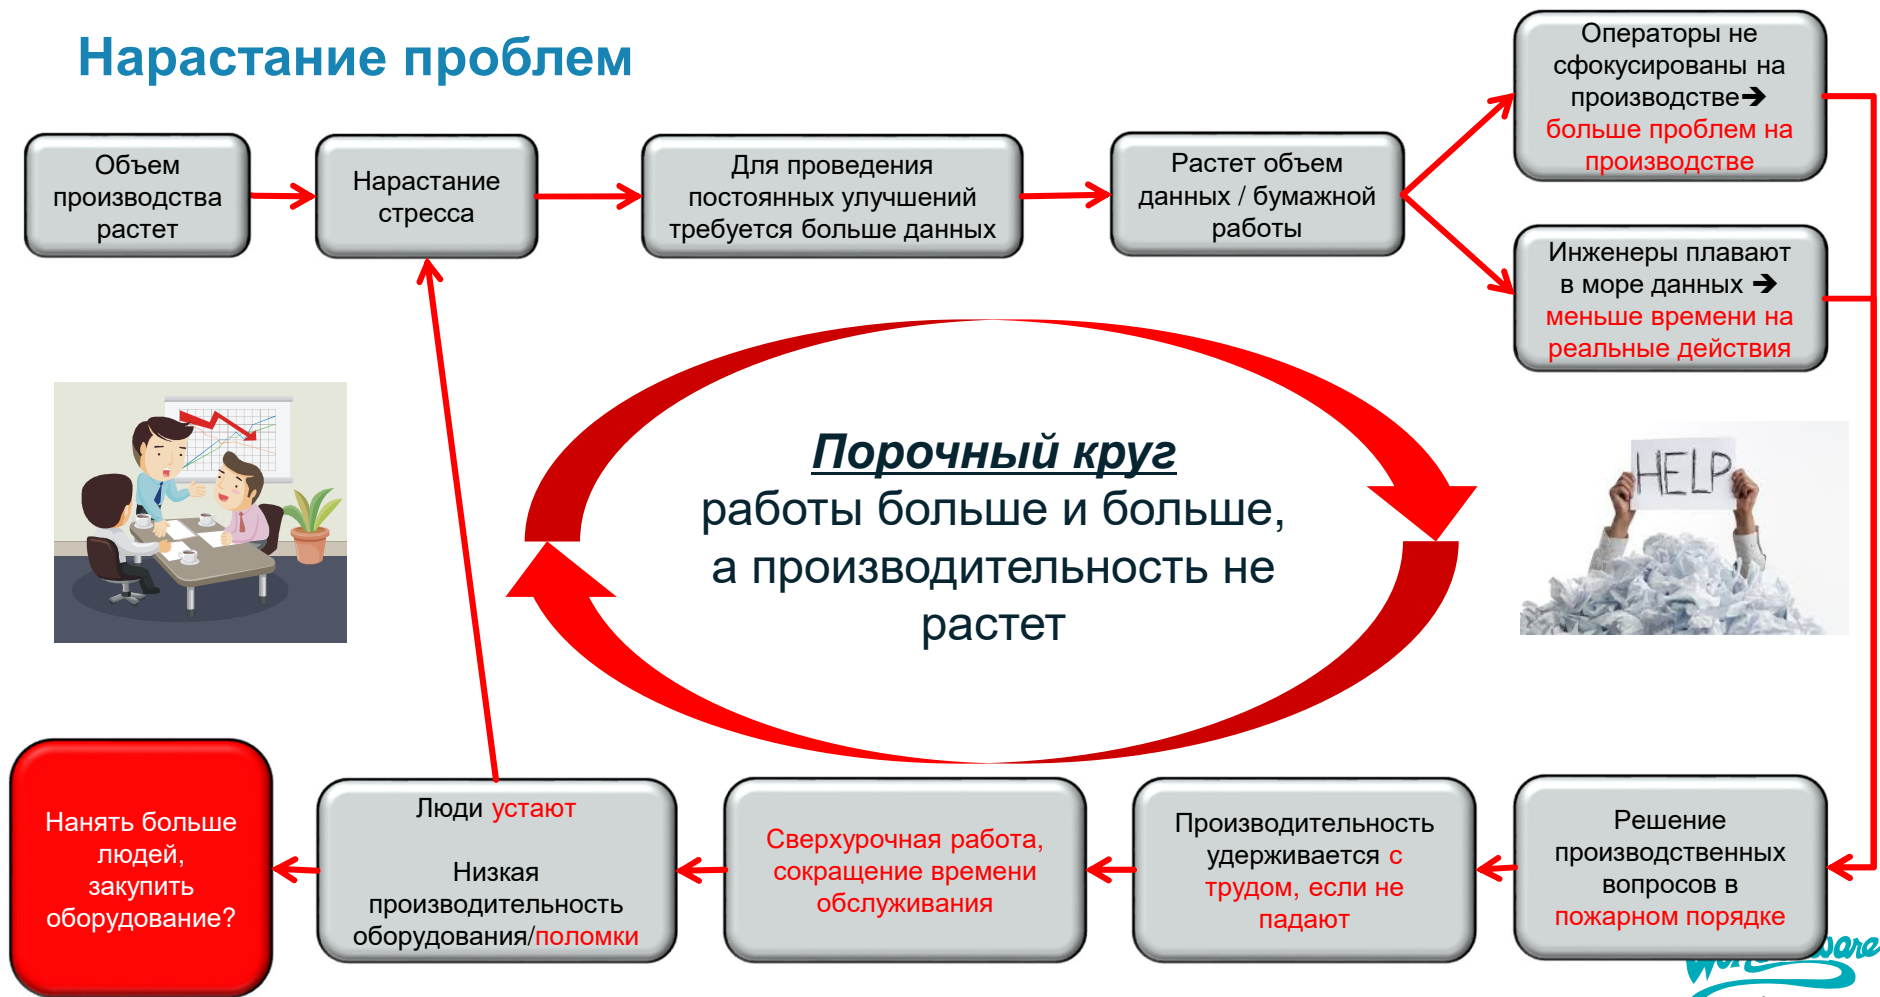 Нарастание проблем
Объем
производства
растет
Нарастание
стресса
Для проведения
постоянных улучшений
требуется больше данных
Растет объем
данных / бумажной
работы
Операторы не
сфокусированы на
производстве➔
больше проблем на
производстве
Инженеры плавают
в море данных ➔
меньше времени на
реальные действия
Порочный круг
работы больше и больше,
а производительность не
растет
HELP
Нанять больше
людей,
закупить
оборудование?
Люди устают
Низкая
производительность
оборудования/поломки
Сверхурочная работа,
сокращение времени
обслуживания
Производительность
удерживается с
трудом, если не
падают
Решение
производственных
вопросов в
пожарном порядке